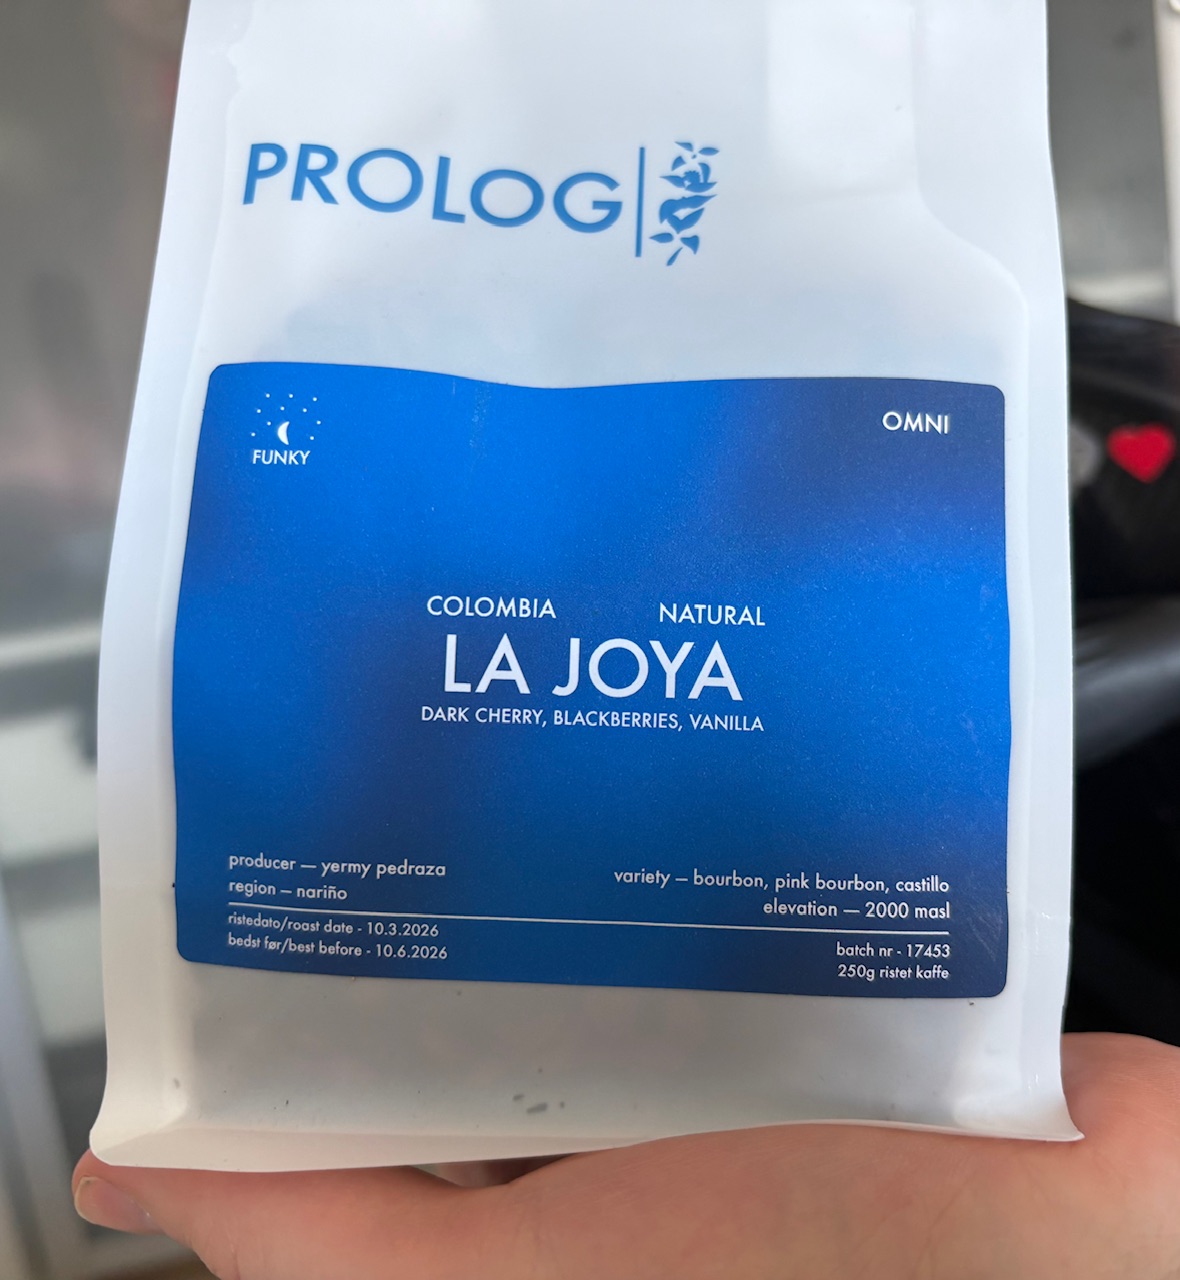 PROLOG
FUNKY
OMNI
COLOMBIA NATURAL
LA JOYA
DARK CHERRY, BLACKBERRIES, VANILLA
producer — yermy pedraza
region — nariño
variety — bourbon, pink bourbon, castillo
elevation — 2000 masl
ristedato/roast date - 10.3.2026
bedst før/best before - 10.6.2026
batch nr - 17453
250g ristet kaffe